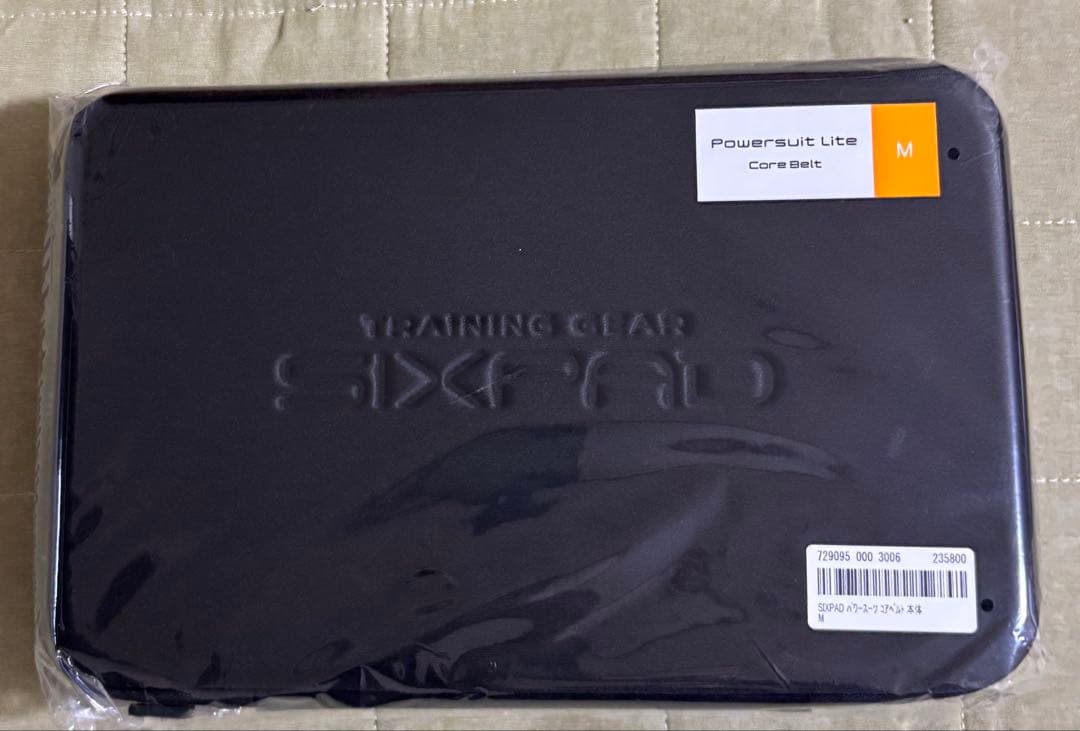 Powersuit Lite
Core Belt
M
TRAINING GEAR
SIXPAD
729095 000 3006 235800
SIXPAD ﾊﾟﾜｰｽｰﾂ ｺｱﾍﾞﾙﾄ 本体
M